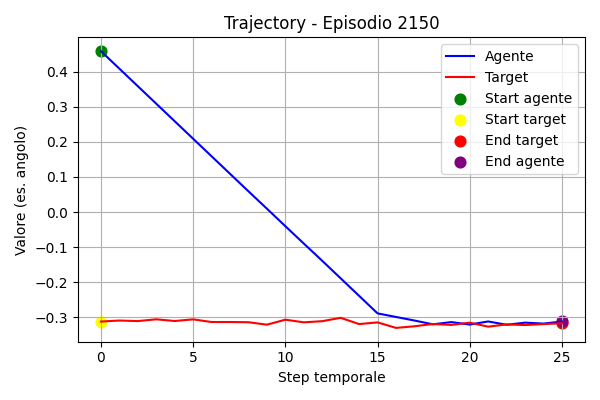 Trajectory - Episodio 2150
Valore (es. angolo)
0.4
0.3
0.2
0.1
0.0
−0.1
−0.2
−0.3
Agente
Target
Start agente
Start target
End target
End agente
0 5 10 15 20 25
Step temporale